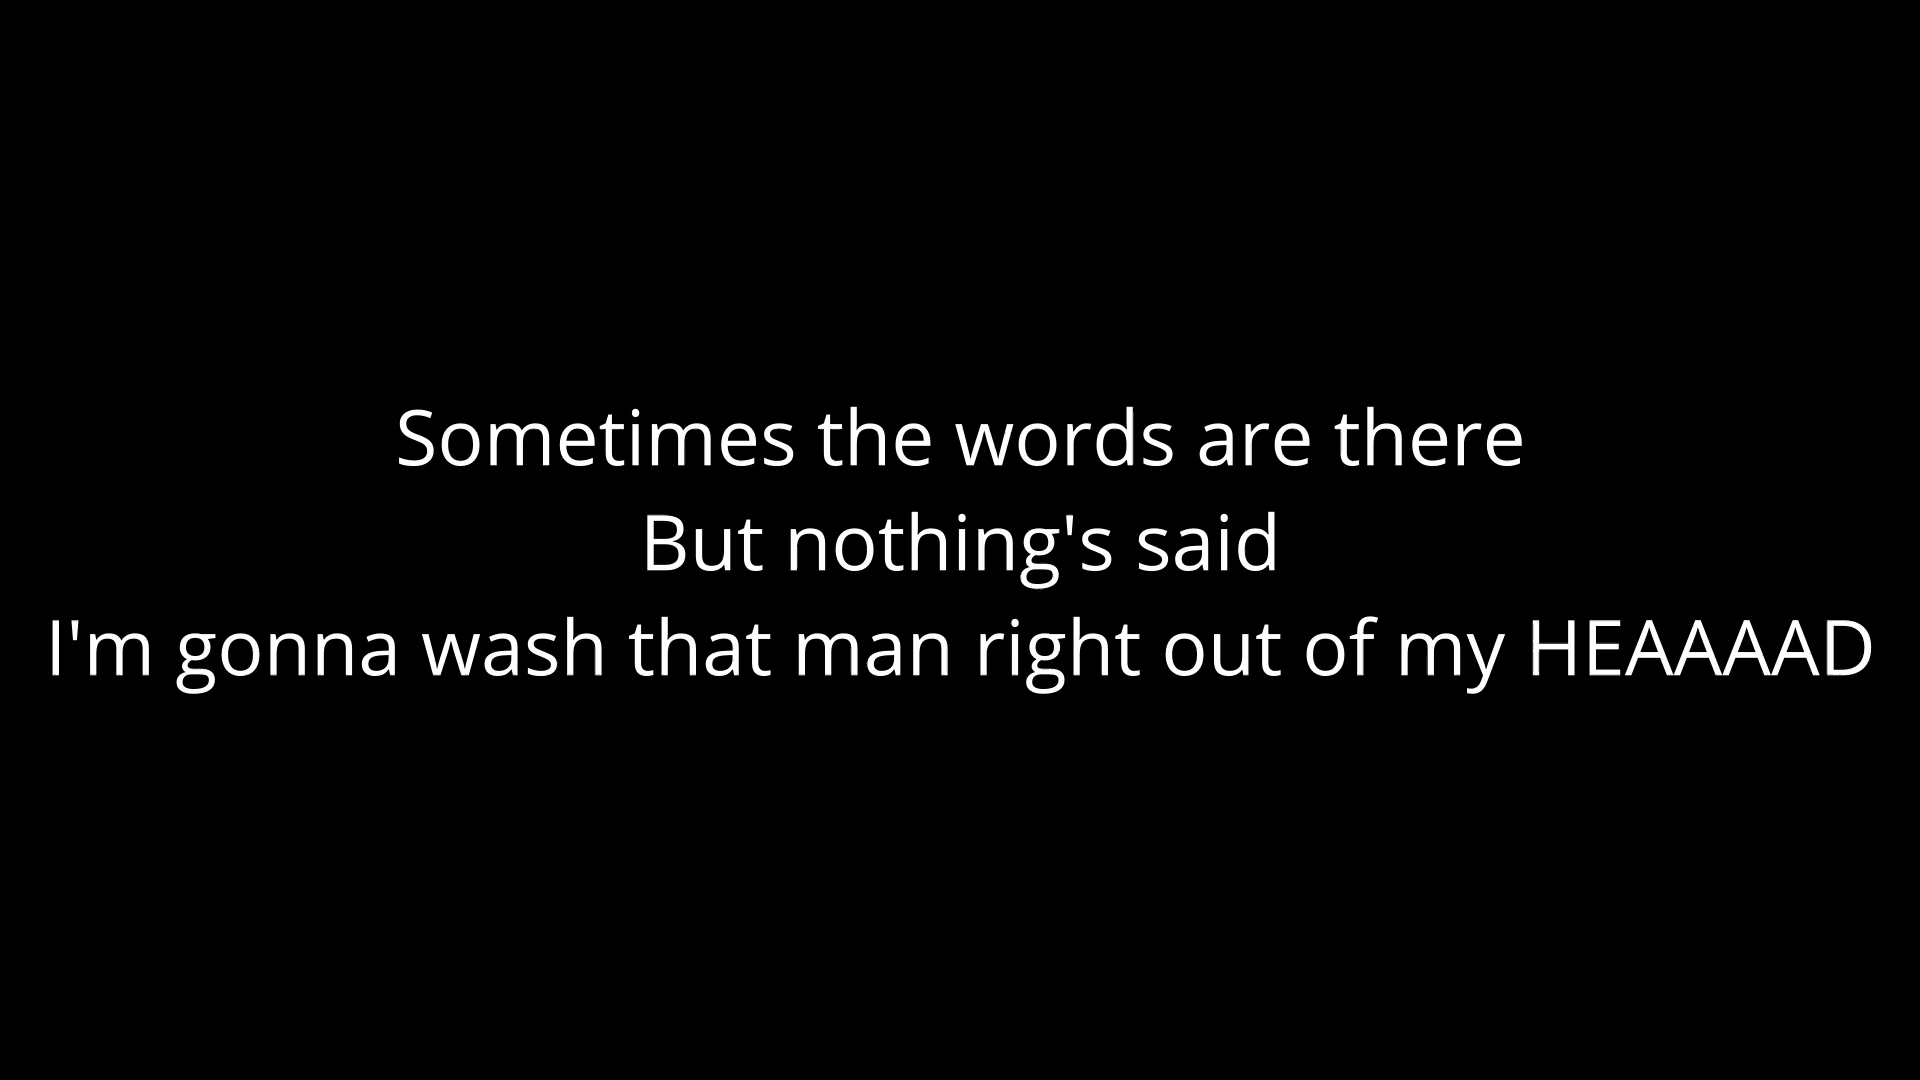 Sometimes the words are there
But nothing's said
I'm gonna wash that man right out of my HEAAAAD